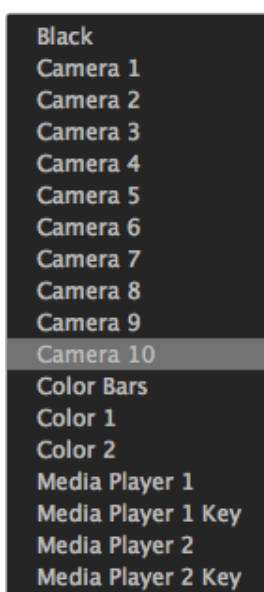 Black
Camera 1
Camera 2
Camera 3
Camera 4
Camera 5
Camera 6
Camera 7
Camera 8
Camera 9
Camera 10
Color Bars
Color 1
Color 2
Media Player 1
Media Player 1 Key
Media Player 2
Media Player 2 Key